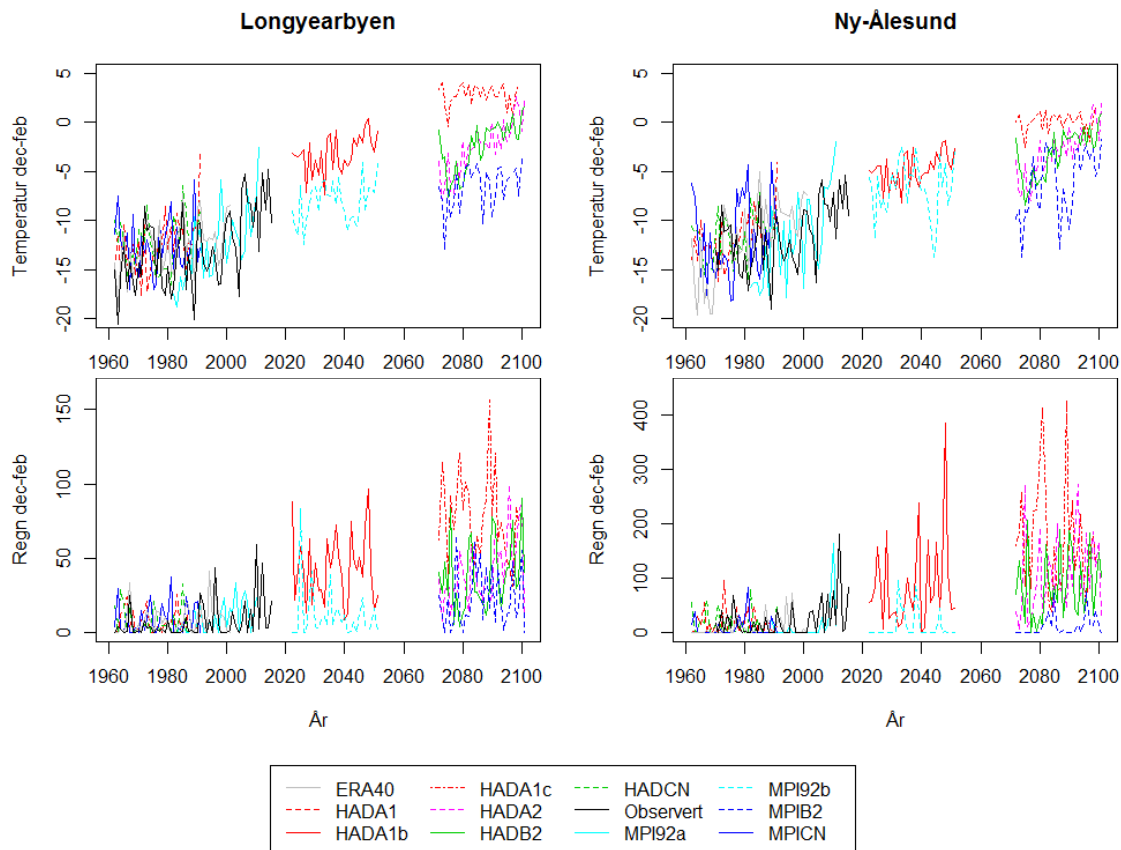 Longyearbyen
Ny-Ålesund
Temperatur dec-feb
5
0
-5
-10
-15
-20
1960 1980 2000 2020 2040 2060 2080 2100
Temperatur dec-feb
5
0
-5
-10
-15
-20
1960 1980 2000 2020 2040 2060 2080 2100
Regn dec-feb
150
100
50
0
1960 1980 2000 2020 2040 2060 2080 2100
År
Regn dec-feb
400
300
200
100
0
1960 1980 2000 2020 2040 2060 2080 2100
År
ERA40 HADA1c HADCN MPI92b
HADA1 HADA2 Observert MPIB2
HADA1b HADB2 MPI92a MPICN